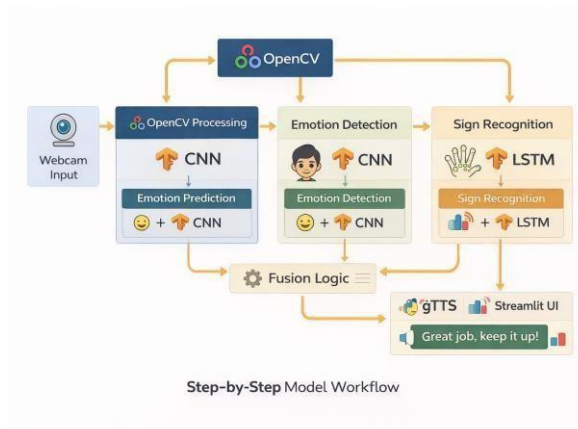 OpenCV
Webcam
Input
OpenCV Processing
CNN
Emotion Prediction
+ CNN
Emotion Detection
CNN
Emotion Detection
+ CNN
Sign Recognition
LSTM
Sign Recognition
+ LSTM
Fusion Logic
gTTS Streamlit UI
Great job, keep it up!
Step-by-Step Model Workflow